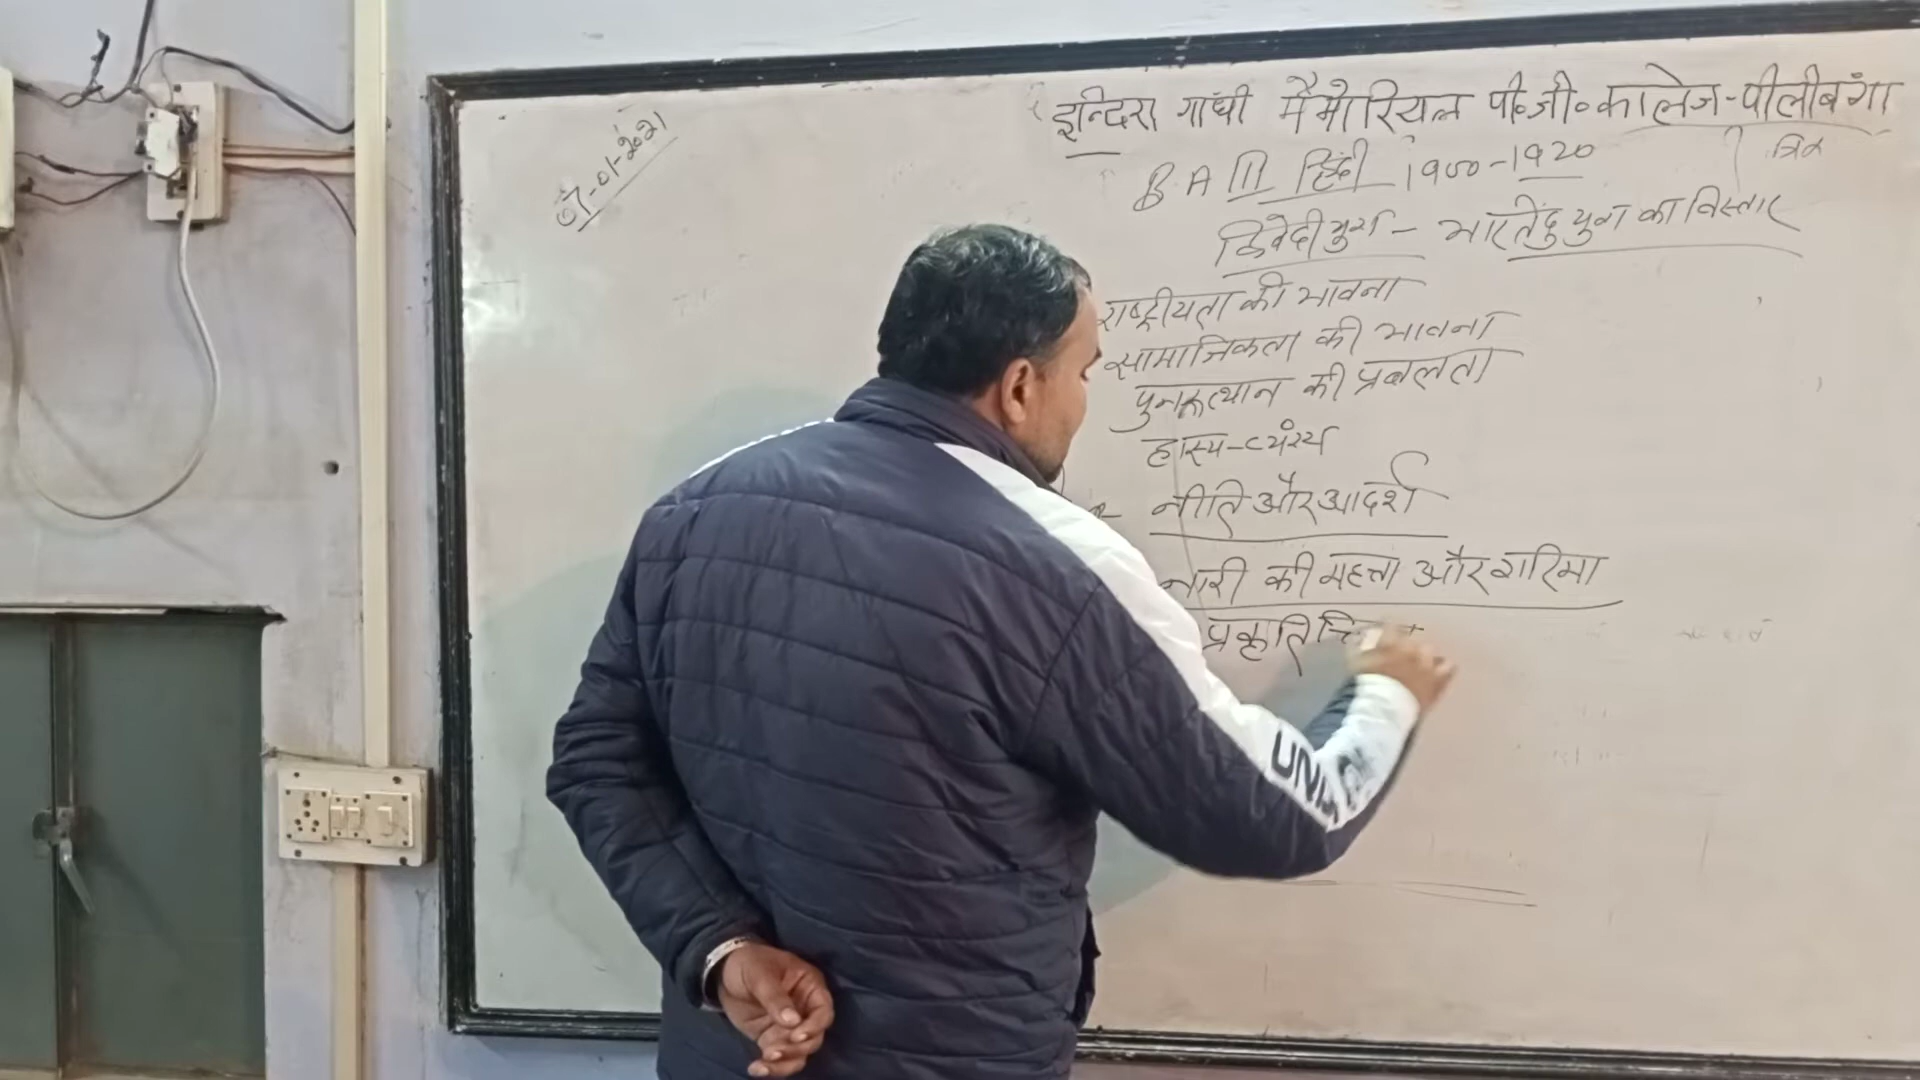 इन्दिरा गांधी मैमोरियल पी॰जी॰कालेज-पीलीबंगा
07-01-2021
B A III हिंदी 1900-1920
द्विवेदी युग - भारतेंदु युग का विस्तार
राष्ट्रीयता की भावना
सामाजिकता की भावना
पुनरूत्थान की प्रबलता
हास्य-व्यंग्य
नीति और आदर्श
नारी की महत्ता और गरिमा
प्रकृति